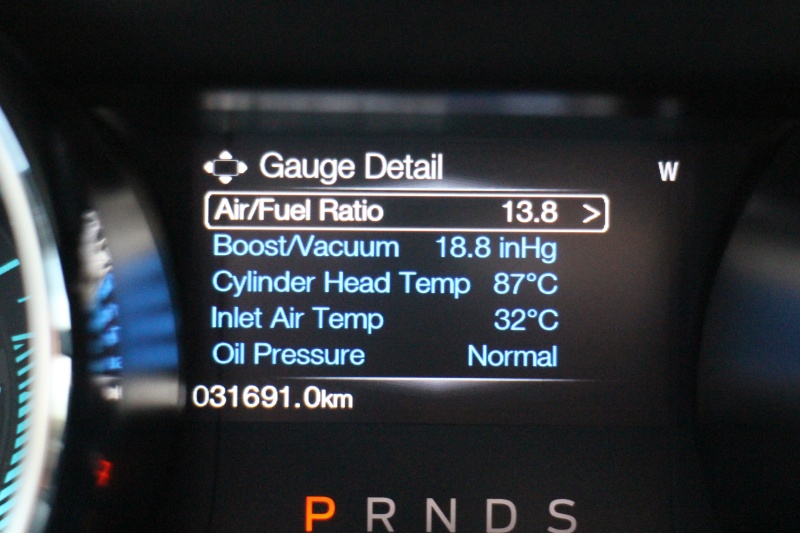 Gauge Detail W
Air/Fuel Ratio 13.8 >
Boost/Vacuum 18.8 inHg
Cylinder Head Temp 87°C
Inlet Air Temp 32°C
Oil Pressure Normal
031691.0km
P R N D S